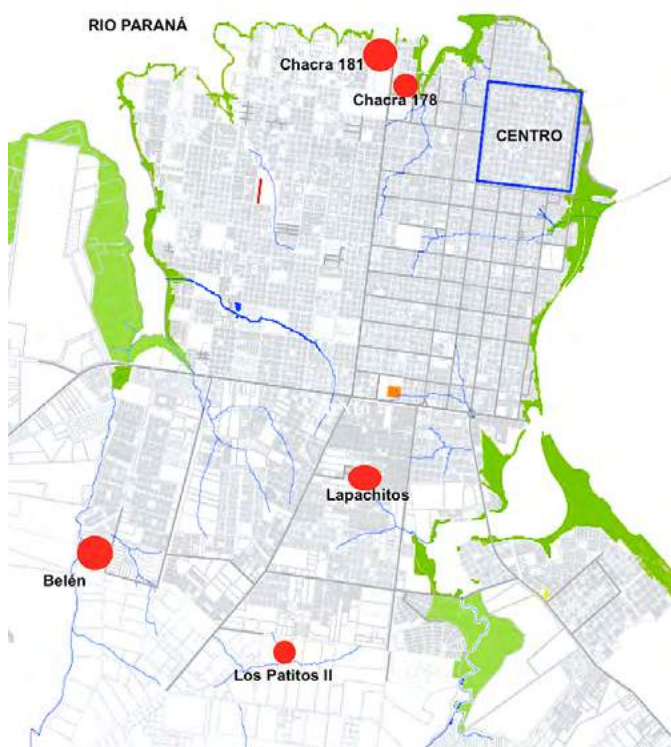 RIO PARANÁ
Chacra 181
Chacra 178
CENTRO
Lapachitos
Belén
Los Patitos II